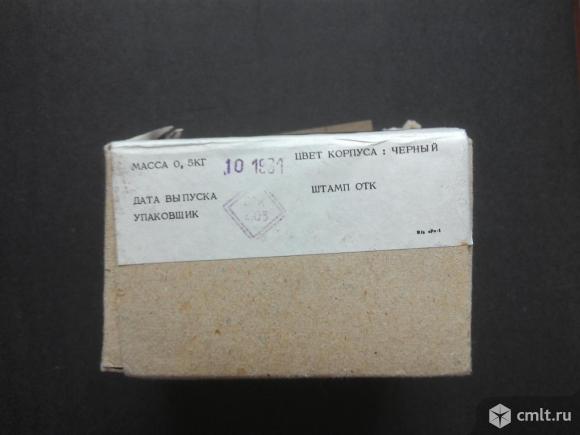 МАССА 0,5КГ
10 1991
ЦВЕТ КОРПУСА : ЧЕРНЫЙ
ДАТА ВЫПУСКА
ШТАМП ОТК
УПАКОВЩИК
cmlt.ru